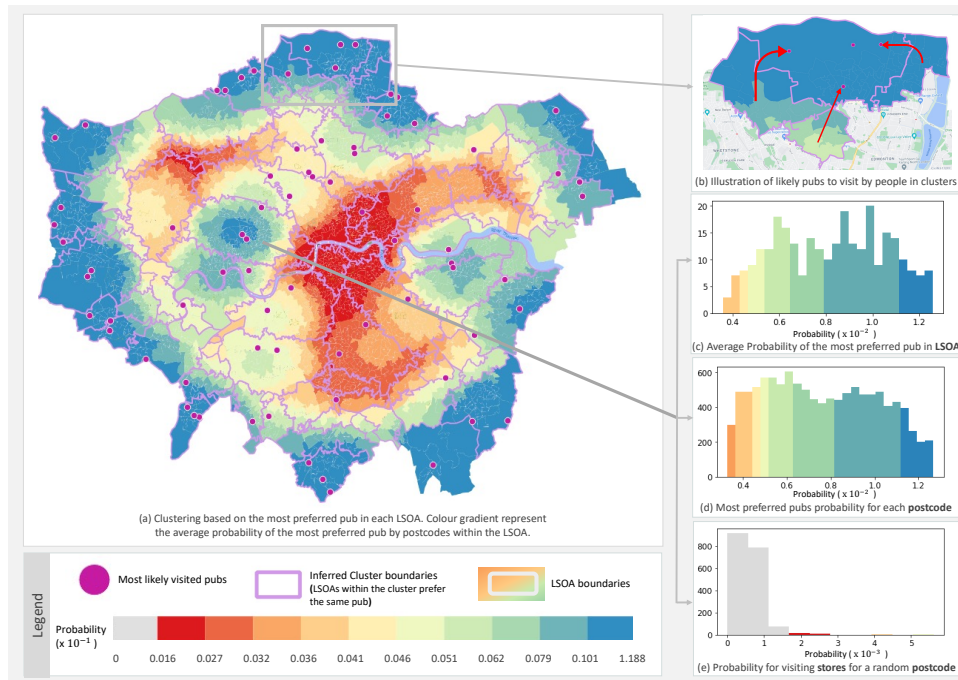 (a) Clustering based on the most preferred pub in each LSOA. Colour gradient represent
the average probability of the most preferred pub by postcodes within the LSOA.
Legend
Most likely visited pubs
Inferred Cluster boundaries
(LSOAs within the cluster prefer
the same pub)
LSOA boundaries
Probability
(x 10⁻¹)
0 0.016 0.027 0.032 0.036 0.041 0.046 0.051 0.062 0.079 0.101 1.188
(b) Illustration of likely pubs to visit by people in clusters
20
15
10
5
0
0.4 0.6 0.8 1.0 1.2
Probability ( x 10⁻²)
(c) Average Probability of the most preferred pub in LSOA
600
400
200
0
0.4 0.6 0.8 1.0 1.2
Probability ( x 10⁻²)
(d) Most preferred pubs probability for each postcode
800
600
400
200
0
0 1 2 3 4 5
Probability ( x 10⁻³)
(e) Probability for visiting stores for a random postcode